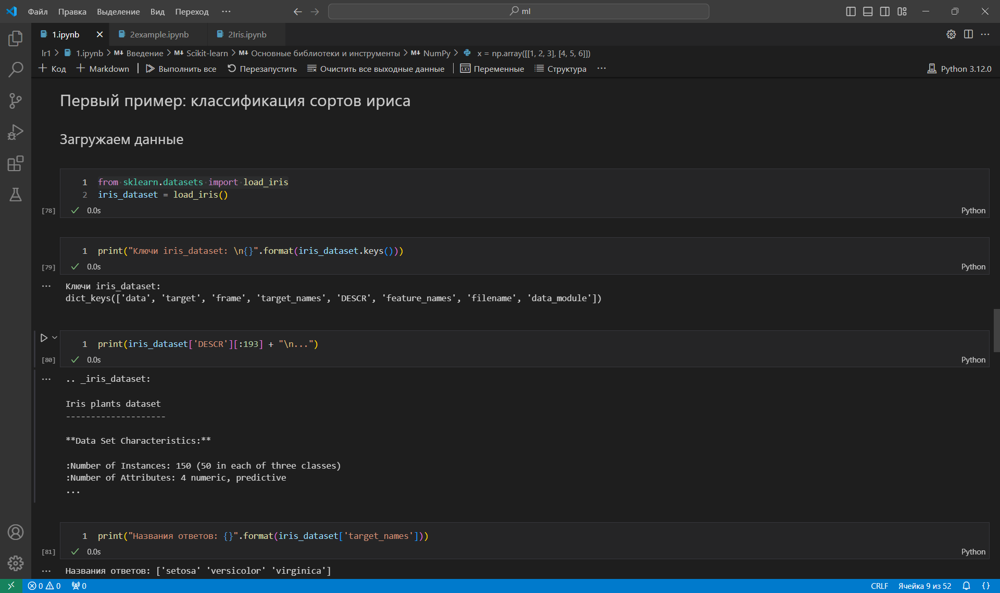 Файл Правка Выделение Вид Переход ··· ml
1.ipynb 2example.ipynb 2Iris.ipynb
lr1 > 1.ipynb > M↓ Введение > M↓ Scikit-learn > M↓ Основные библиотеки и инструменты > M↓ NumPy > x = np.array([[1, 2, 3], [4, 5, 6]])
+ Код + Markdown | Выполнить все Перезапустить Очистить все выходные данные | Переменные Структура ··· Python 3.12.0
Первый пример: классификация сортов ириса
Загружаем данные
1 from sklearn.datasets import load_iris
2 iris_dataset = load_iris()
[78] 0.0s Python
1 print("Ключи iris_dataset: \n{}".format(iris_dataset.keys()))
[79] 0.0s Python
Ключи iris_dataset:
dict_keys(['data', 'target', 'frame', 'target_names', 'DESCR', 'feature_names', 'filename', 'data_module'])
1 print(iris_dataset['DESCR'][:193] + "\n...")
[80] 0.0s Python
.. _iris_dataset:
Iris plants dataset
--------------------
**Data Set Characteristics:**
:Number of Instances: 150 (50 in each of three classes)
:Number of Attributes: 4 numeric, predictive
...
1 print("Названия ответов: {}".format(iris_dataset['target_names']))
[81] 0.0s Python
Названия ответов: ['setosa' 'versicolor' 'virginica']
0 0 0 CRLF Ячейка 9 из 52 {}